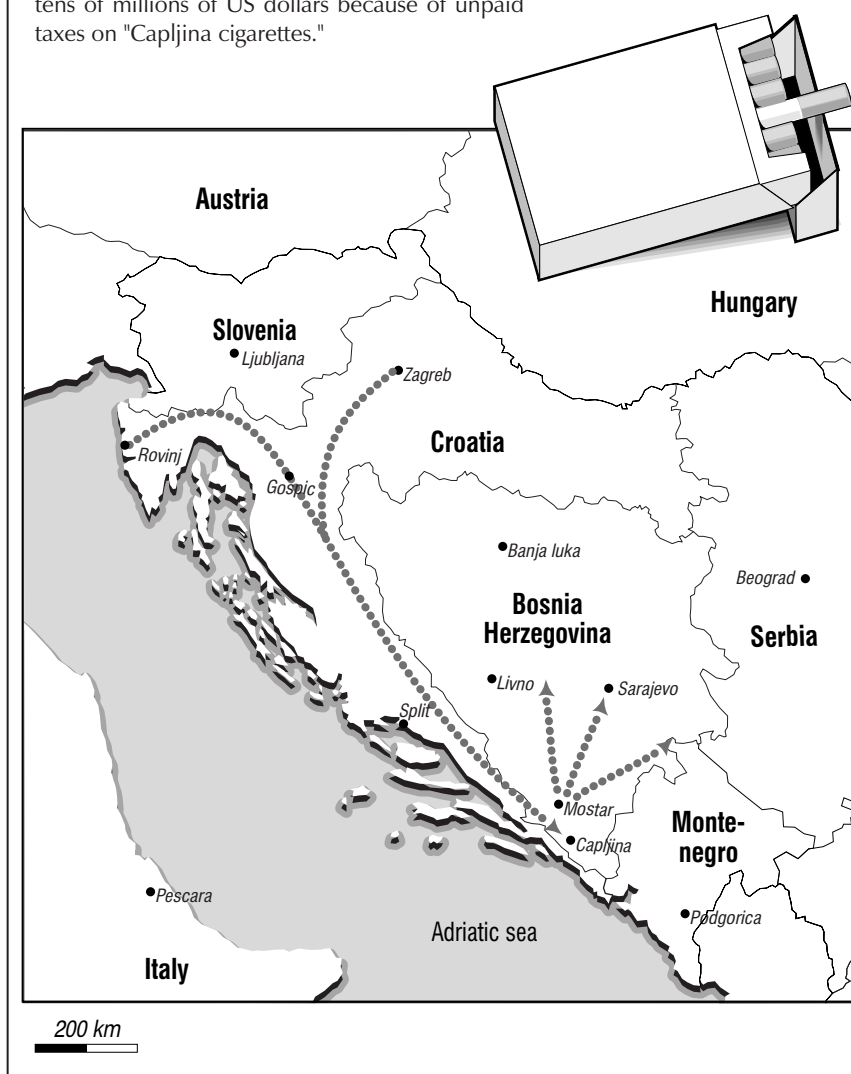 tens of millions of US dollars because of unpaid
taxes on "Capljina cigarettes."
Austria
Hungary
Slovenia
Ljubljana
Zagreb
Croatia
Rovinj
Gospic
Banja luka
Beograd
Bosnia
Herzegovina
Serbia
Livno
Sarajevo
Split
Mostar
Capljina
Monte-
negro
Pescara
Podgorica
Adriatic sea
Italy
200 km